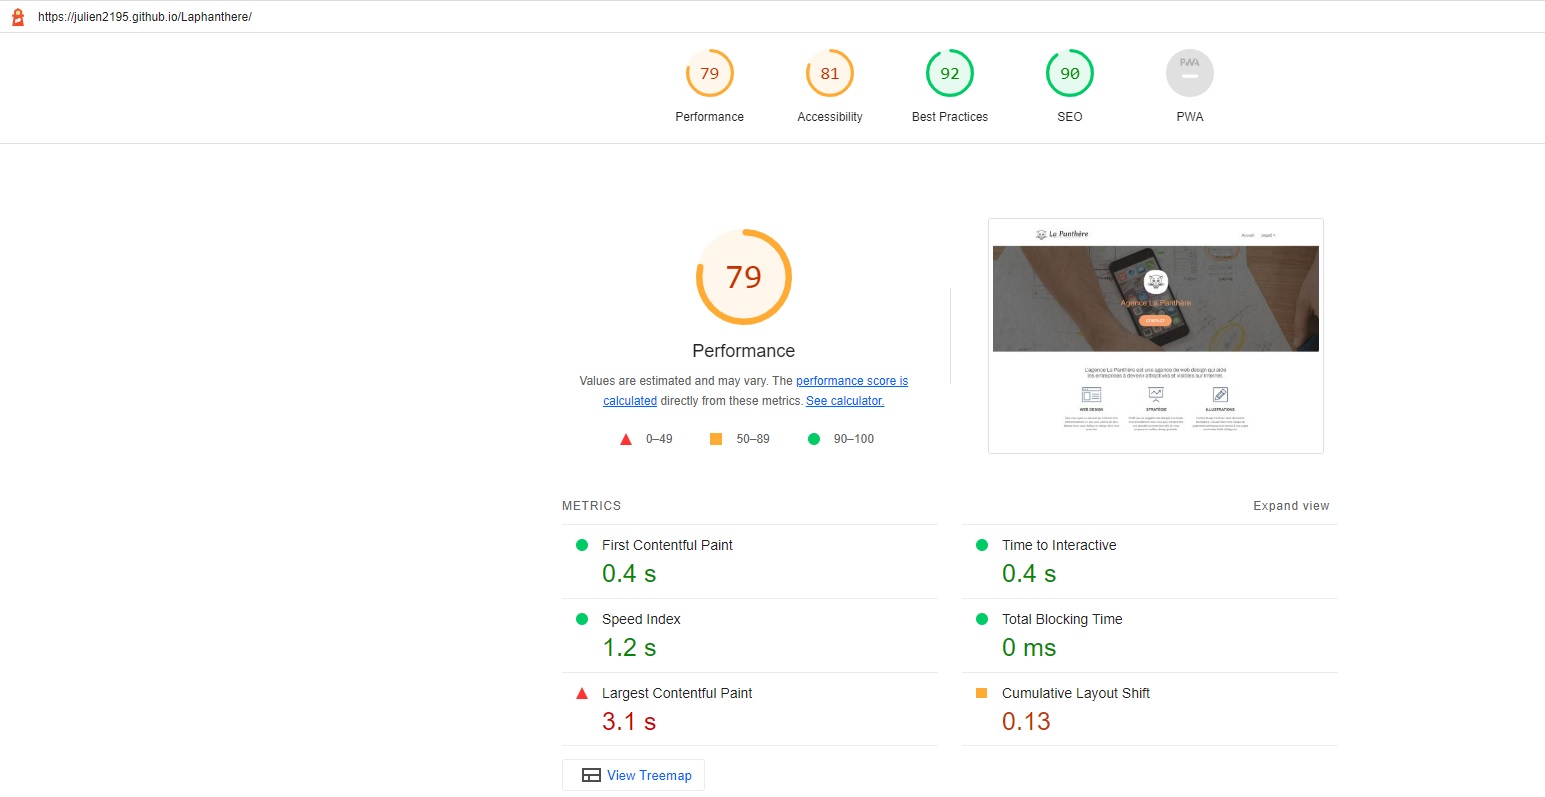 https://julien2195.github.io/Laphanthere/
79 81 92 90 PWA
Performance Accessibility Best Practices SEO PWA
La Panthère
Accueil
79
Agence La Panthère
Performance
Values are estimated and may vary. The performance score is
calculated directly from these metrics. See calculator.
L'agence La Panthère est une agence de web design qui aide
les entreprises à devenir attractives et visibles sur Internet.
WEB DESIGN STRATÉGIE ILLUSTRATIONS
0–49 50–89 90–100
METRICS Expand view
First Contentful Paint
0.4 s
Time to Interactive
0.4 s
Speed Index
1.2 s
Total Blocking Time
0 ms
Largest Contentful Paint
3.1 s
Cumulative Layout Shift
0.13
View Treemap